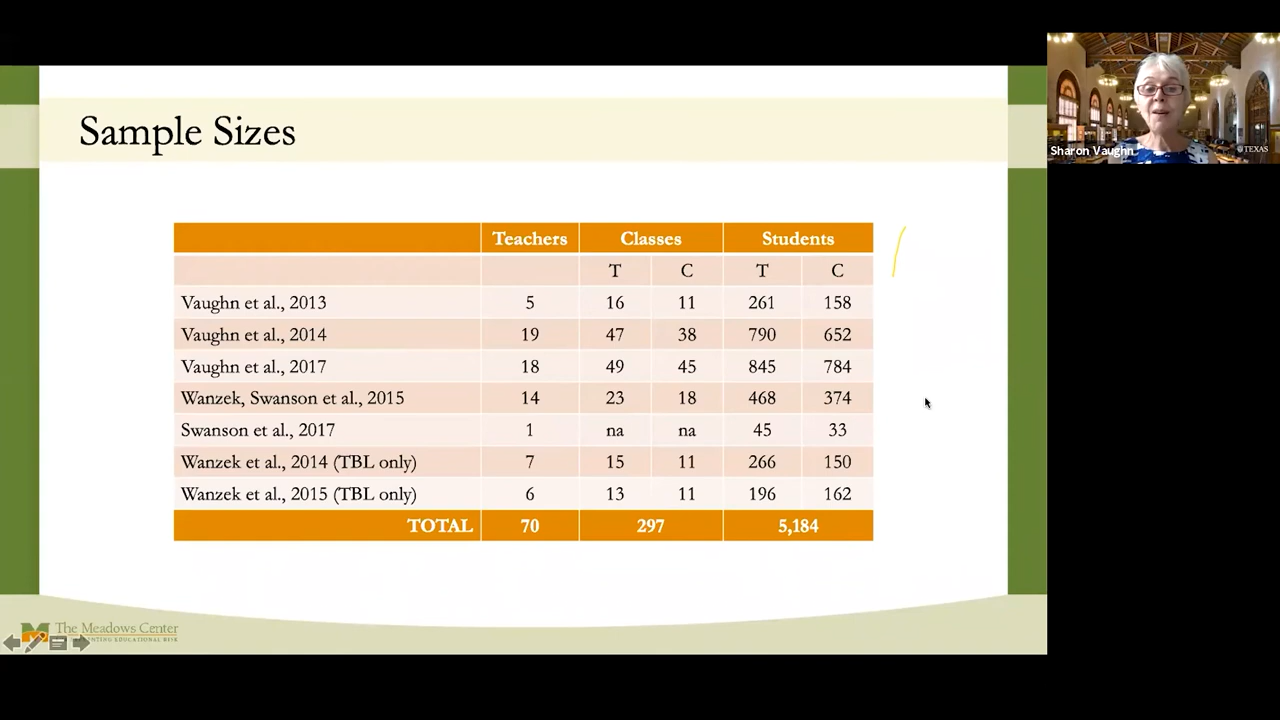 Sample Sizes
Sharon Vaughn
TEXAS
Teachers Classes Students
T C T C
Vaughn et al., 2013 5 16 11 261 158
Vaughn et al., 2014 19 47 38 790 652
Vaughn et al., 2017 18 49 45 845 784
Wanzek, Swanson et al., 2015 14 23 18 468 374
Swanson et al., 2017 1 na na 45 33
Wanzek et al., 2014 (TBL only) 7 15 11 266 150
Wanzek et al., 2015 (TBL only) 6 13 11 196 162
TOTAL 70 297 5,184
The Meadows Center
EDUCATIONAL RISK